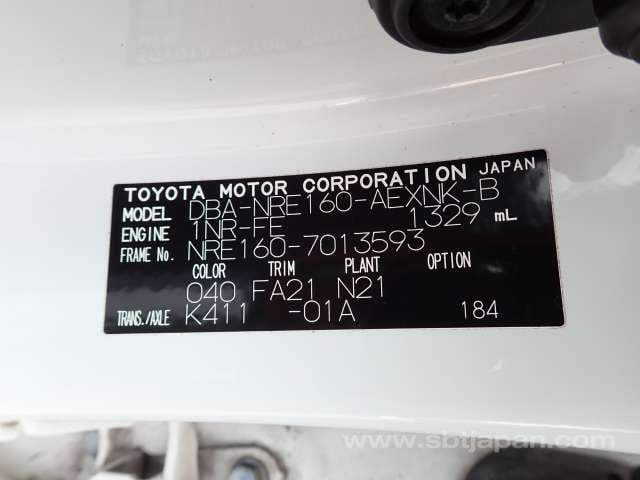 TOYOTA MOTOR CORPORATION JAPAN
MODEL DBA-NRE160-AEXNK-B
ENGINE 1NR-FE 1329 mL
FRAME No. NRE160-7013593
COLOR TRIM PLANT OPTION
040 FA21 N21
TRANS./AXLE K411 -01A 184
www.sbtjapan.com